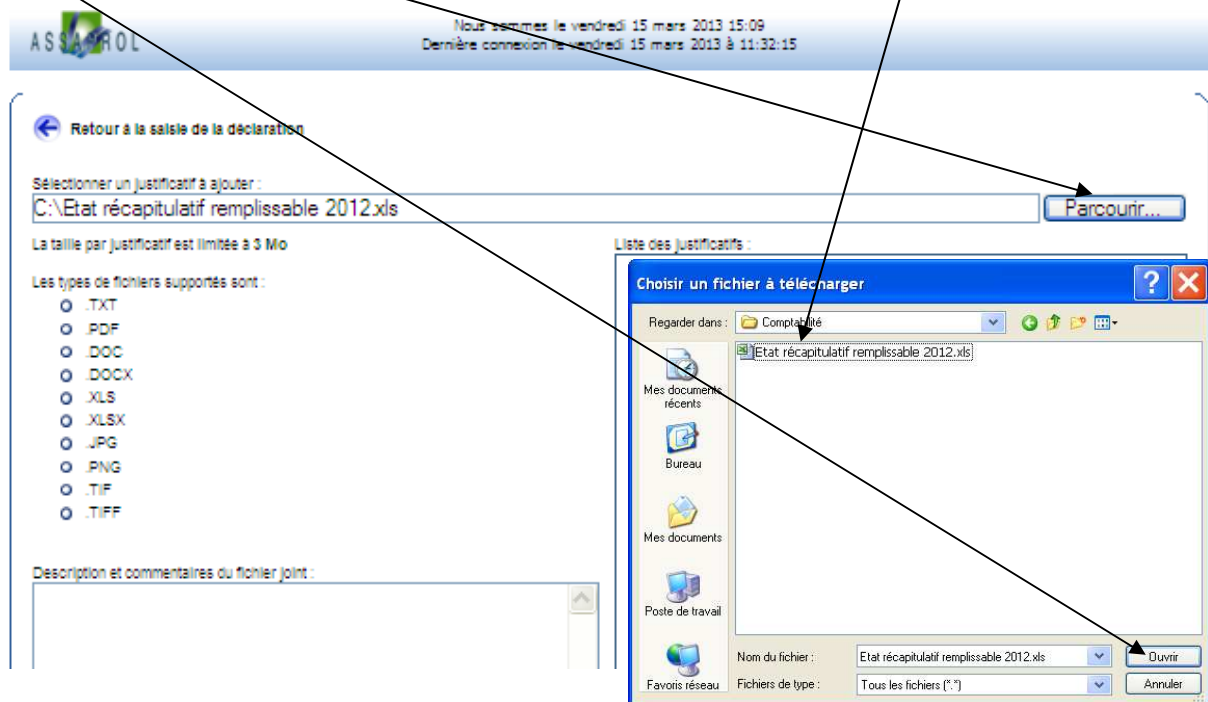 ASSAGROL
Nous sommes le vendredi 15 mars 2013 15:09
Dernière connexion le vendredi 15 mars 2013 à 11:32:15
Retour à la saisie de la déclaration
Sélectionner un justificatif à ajouter :
C:\Etat récapitulatif remplissable 2012.xls
Parcourir...
La taille par justificatif est limitée à 3 Mo
Liste des justificatifs :
Les types de fichiers supportés sont :
.TXT
.PDF
.DOC
.DOCX
.XLS
.XLSX
.JPG
.PNG
.TIF
.TIFF
Description et commentaires du fichier joint :
Choisir un fichier à télécharger
Regarder dans :
Comptabilité
Etat récapitulatif remplissable 2012.xls
Mes documents
récents
Bureau
Mes documents
Poste de travail
Favoris réseau
Nom du fichier :
Etat récapitulatif remplissable 2012.xls
Ouvrir
Fichiers de type :
Tous les fichiers (*.*)
Annuler